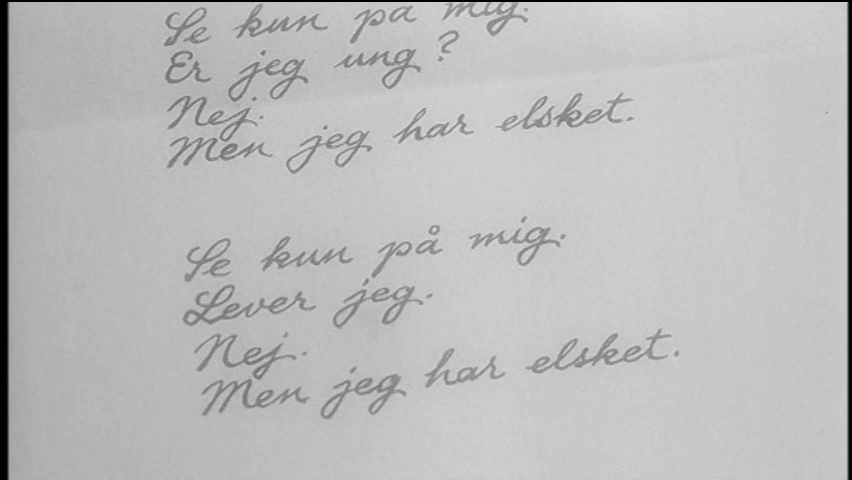 Se kun på mig.
Er jeg ung?
Nej.
Men jeg har elsket.
Se kun på mig.
Lever jeg.
Nej.
Men jeg har elsket.